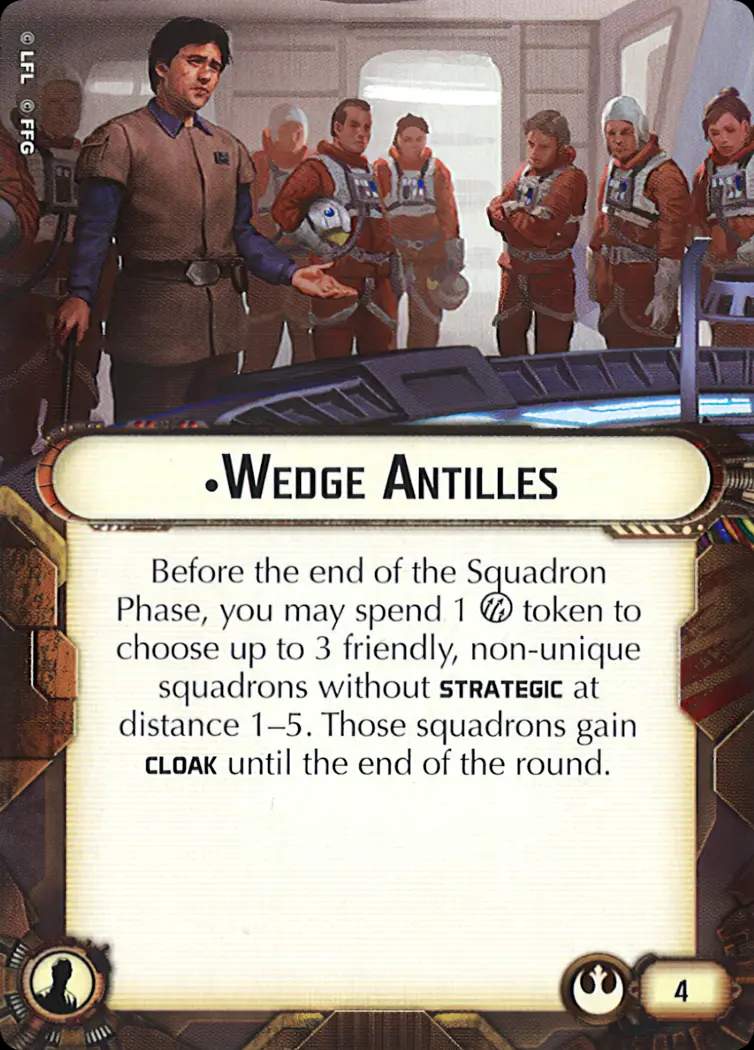 © LFL © FFG
•Wedge Antilles
Before the end of the Squadron
Phase, you may spend 1 token to
choose up to 3 friendly, non-unique
squadrons without STRATEGIC at
distance 1–5. Those squadrons gain
CLOAK until the end of the round.
4